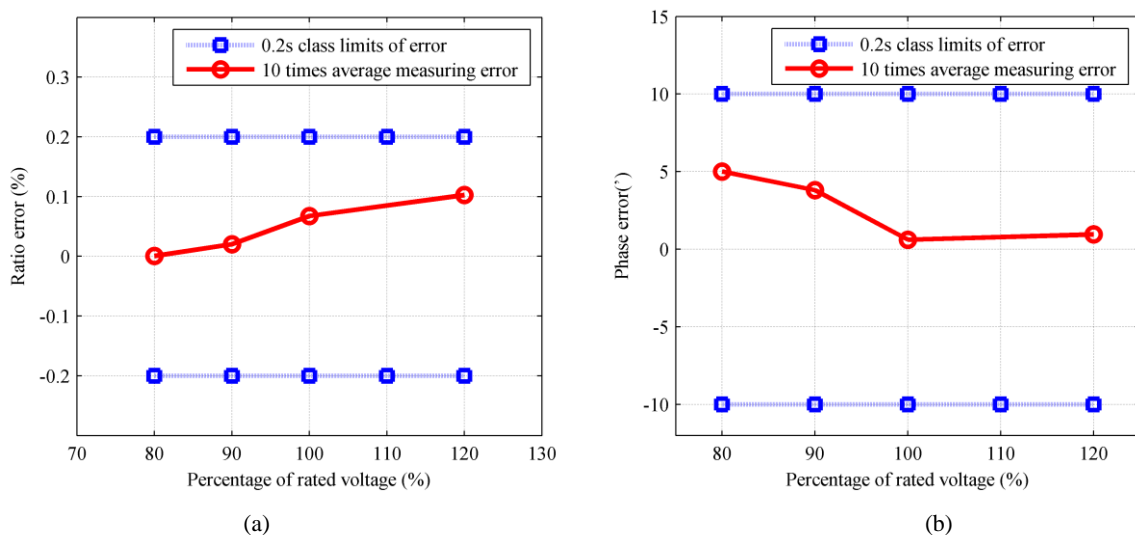 0.2s class limits of error
10 times average measuring error
0.3
0.2
0.1
0
-0.1
-0.2
Ratio error (%)
70 80 90 100 110 120 130
Percentage of rated voltage (%)
(a)
0.2s class limits of error
10 times average measuring error
15
10
5
0
-5
-10
Phase error(’)
80 90 100 110 120
Percentage of rated voltage (%)
(b)